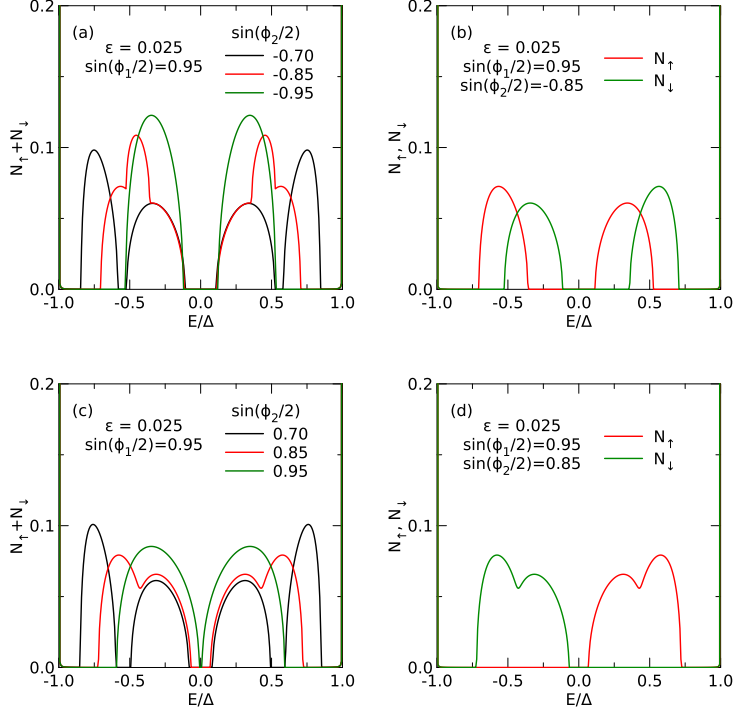 0.2
0.1
0.0
N↑+N↓
(a)
ε = 0.025
sin(ϕ1/2)=0.95
sin(ϕ2/2)
-0.70
-0.85
-0.95
-1.0 -0.5 0.0 0.5 1.0
E/Δ
0.2
0.1
0.0
N↑, N↓
(b)
ε = 0.025
sin(ϕ1/2)=0.95
sin(ϕ2/2)=-0.85
N↑
N↓
-1.0 -0.5 0.0 0.5 1.0
E/Δ
0.2
0.1
0.0
N↑+N↓
(c)
ε = 0.025
sin(ϕ1/2)=0.95
sin(ϕ2/2)
0.70
0.85
0.95
-1.0 -0.5 0.0 0.5 1.0
E/Δ
0.2
0.1
0.0
N↑, N↓
(d)
ε = 0.025
sin(ϕ1/2)=0.95
sin(ϕ2/2)=0.85
N↑
N↓
-1.0 -0.5 0.0 0.5 1.0
E/Δ